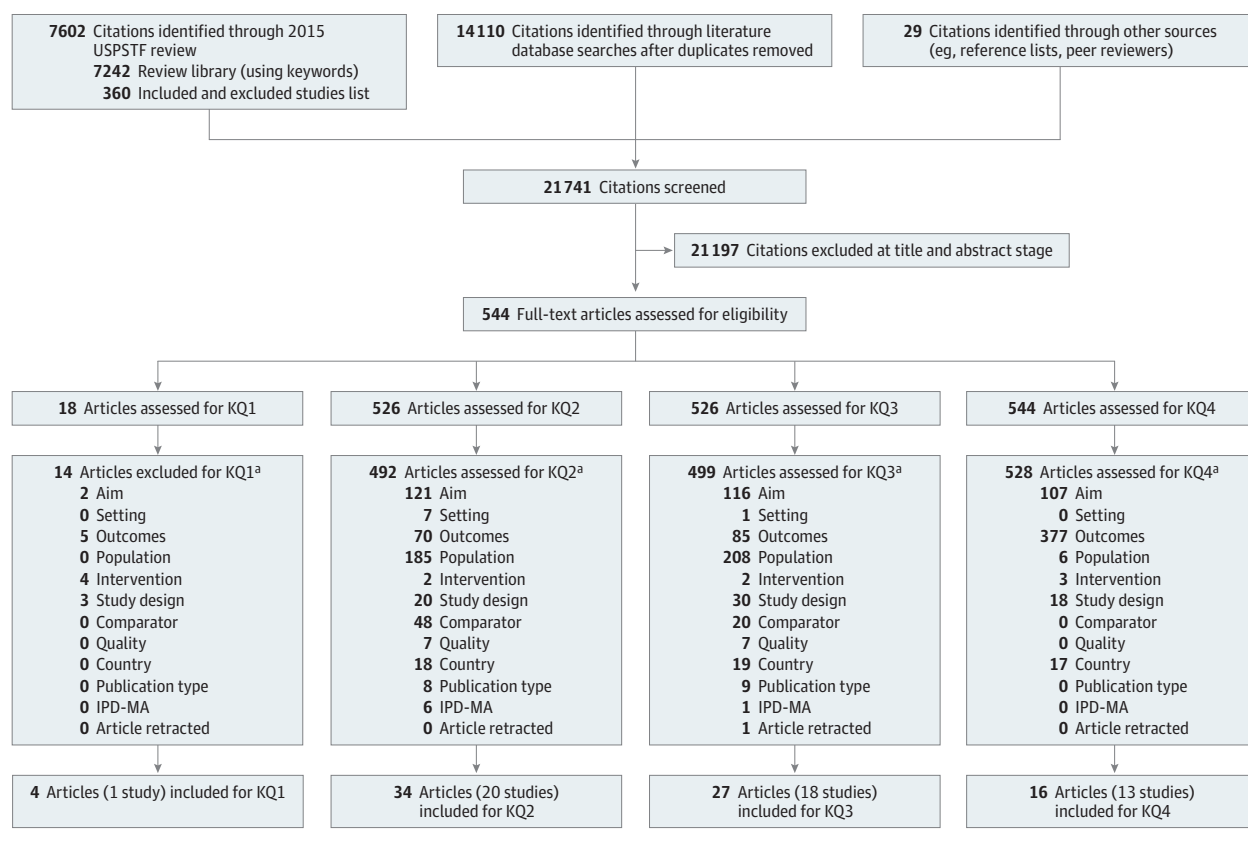 7602 Citations identified through 2015
USPSTF review
7242 Review library (using keywords)
360 Included and excluded studies list
14110 Citations identified through literature
database searches after duplicates removed
29 Citations identified through other sources
(eg, reference lists, peer reviewers)
21741 Citations screened
21197 Citations excluded at title and abstract stage
544 Full-text articles assessed for eligibility
18 Articles assessed for KQ1
526 Articles assessed for KQ2
526 Articles assessed for KQ3
544 Articles assessed for KQ4
14 Articles excluded for KQ1a
2 Aim
0 Setting
5 Outcomes
0 Population
4 Intervention
3 Study design
0 Comparator
0 Quality
0 Country
0 Publication type
0 IPD-MA
0 Article retracted
492 Articles assessed for KQ2a
121 Aim
7 Setting
70 Outcomes
185 Population
2 Intervention
20 Study design
48 Comparator
7 Quality
18 Country
8 Publication type
6 IPD-MA
0 Article retracted
499 Articles assessed for KQ3a
116 Aim
1 Setting
85 Outcomes
208 Population
2 Intervention
30 Study design
20 Comparator
7 Quality
19 Country
9 Publication type
1 IPD-MA
1 Article retracted
528 Articles assessed for KQ4a
107 Aim
0 Setting
377 Outcomes
6 Population
3 Intervention
18 Study design
0 Comparator
0 Quality
17 Country
0 Publication type
0 IPD-MA
0 Article retracted
4 Articles (1 study) included for KQ1
34 Articles (20 studies)
included for KQ2
27 Articles (18 studies)
included for KQ3
16 Articles (13 studies)
included for KQ4